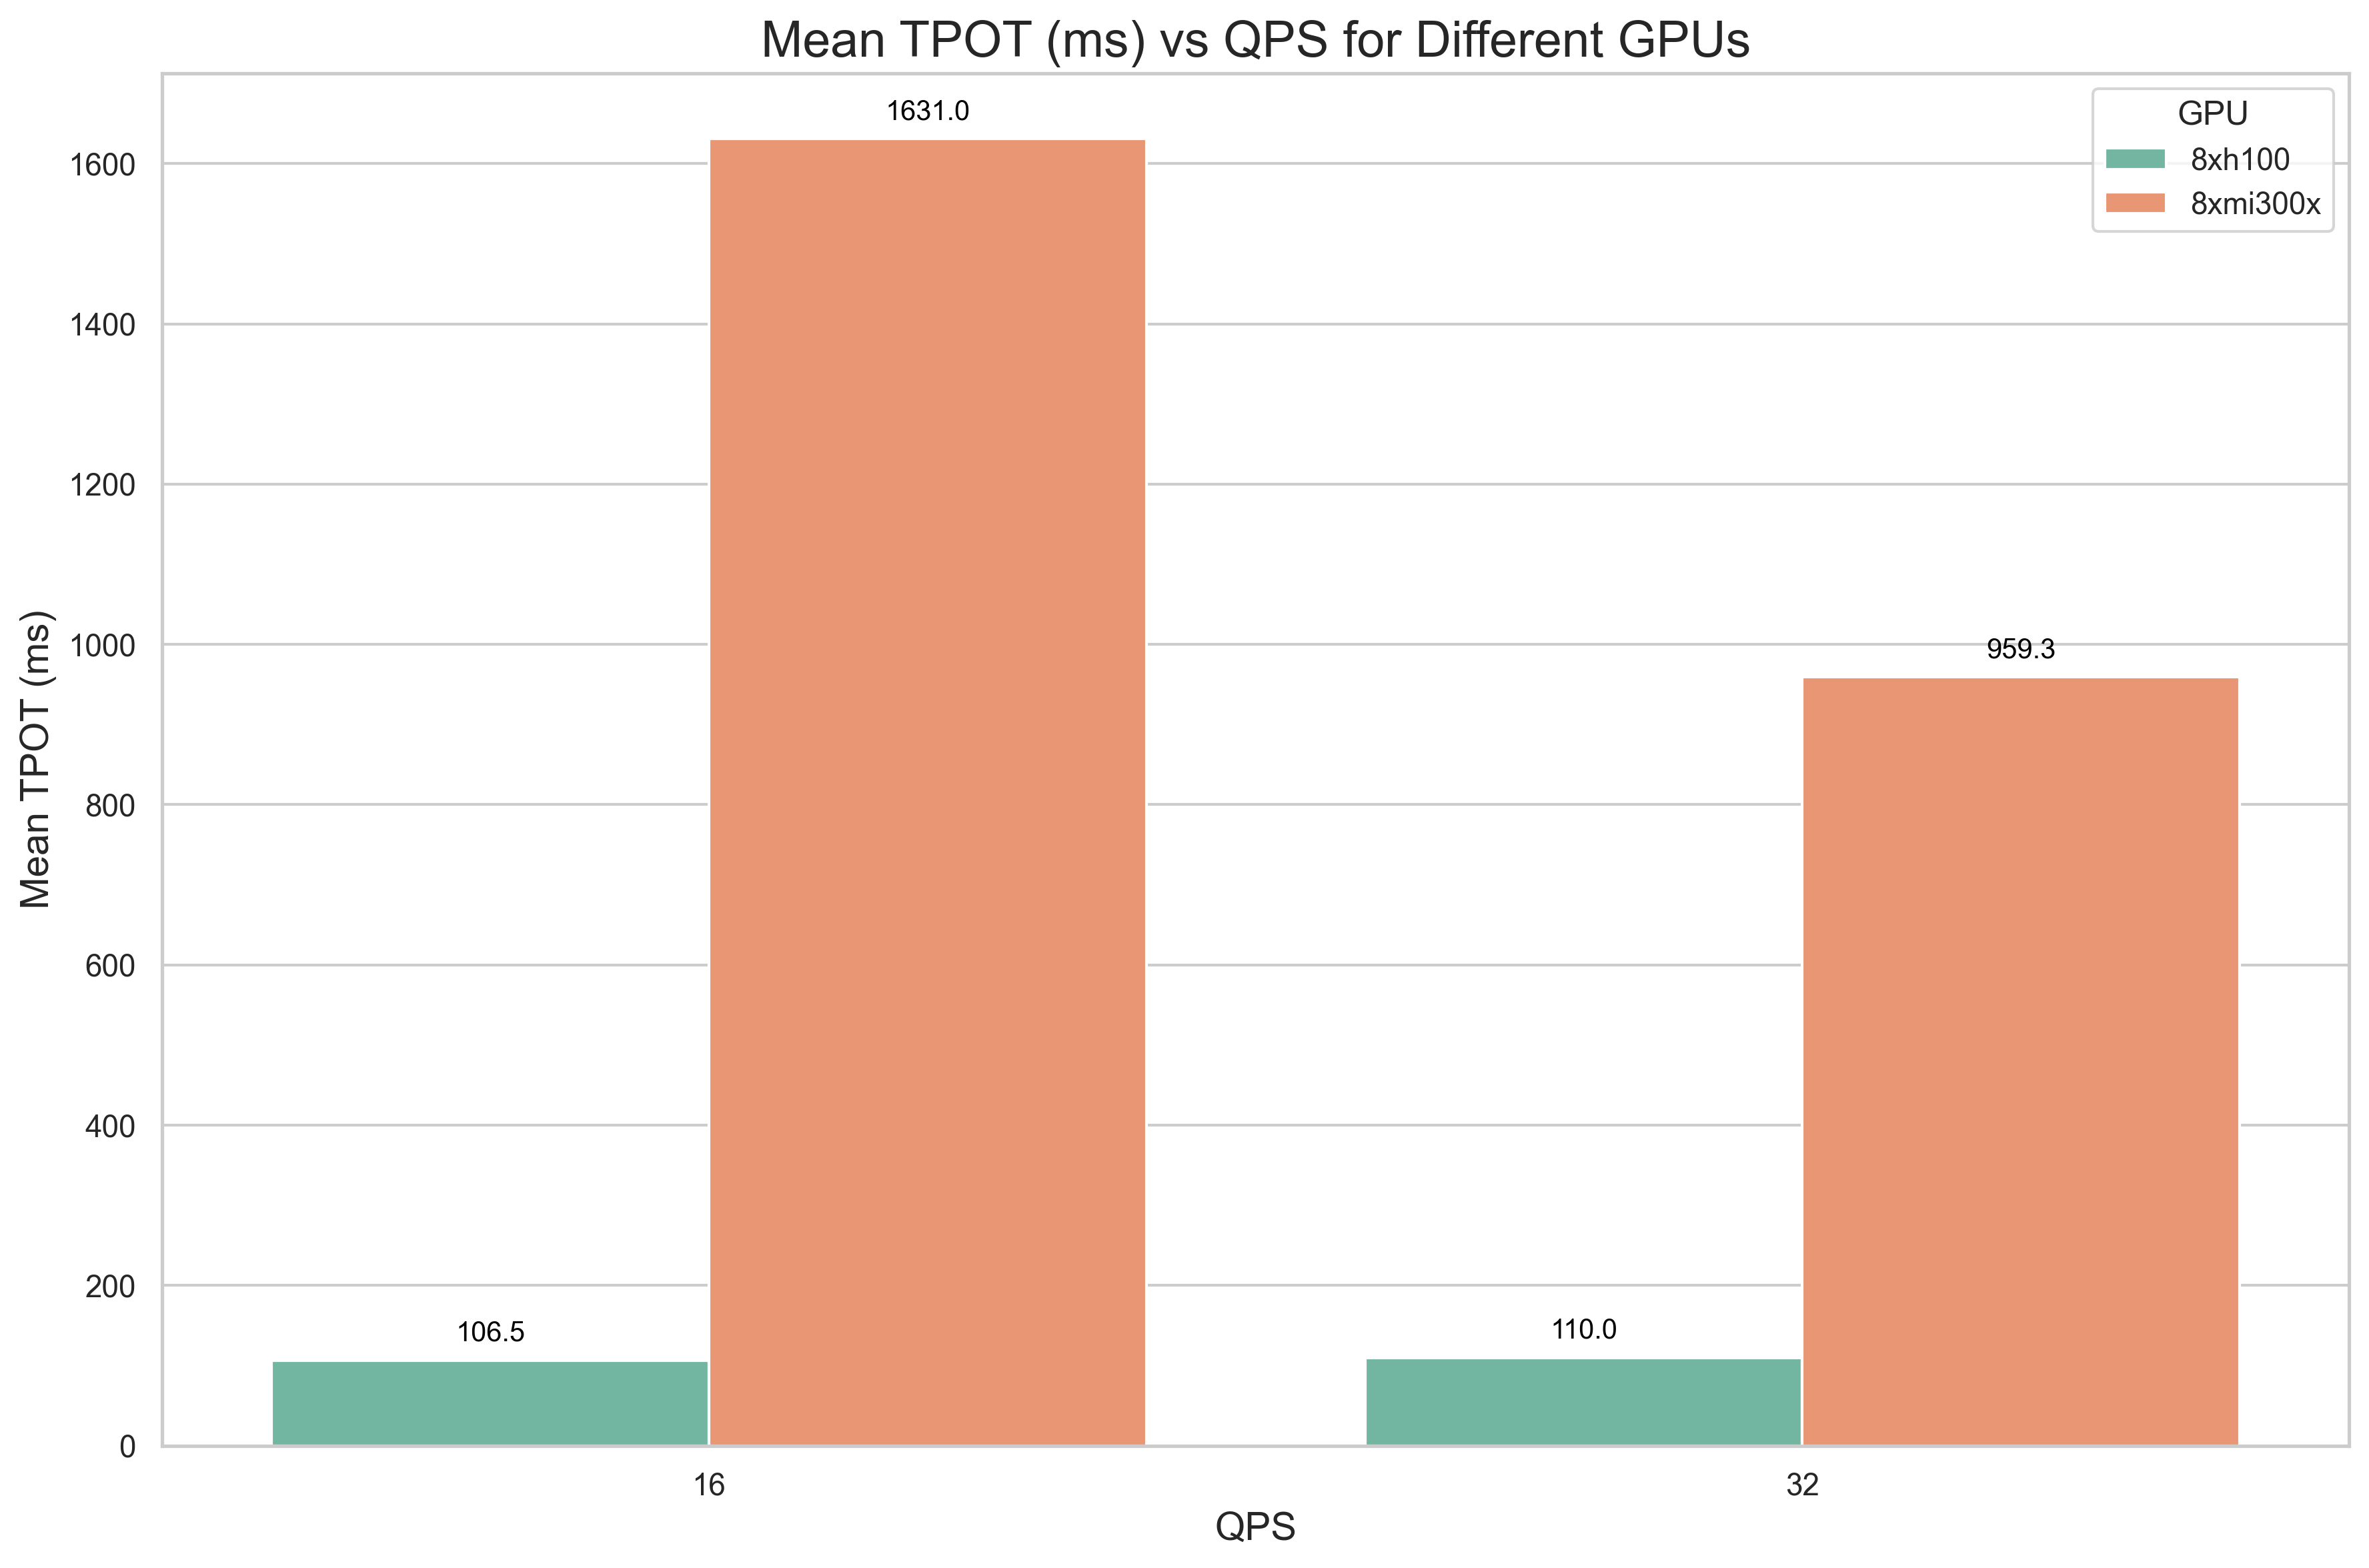 Mean TPOT (ms) vs QPS for Different GPUs
GPU
8xh100
8xmi300x
Mean TPOT (ms)
1600
1400
1200
1000
800
600
400
200
0
1631.0
959.3
106.5
110.0
16
32
QPS